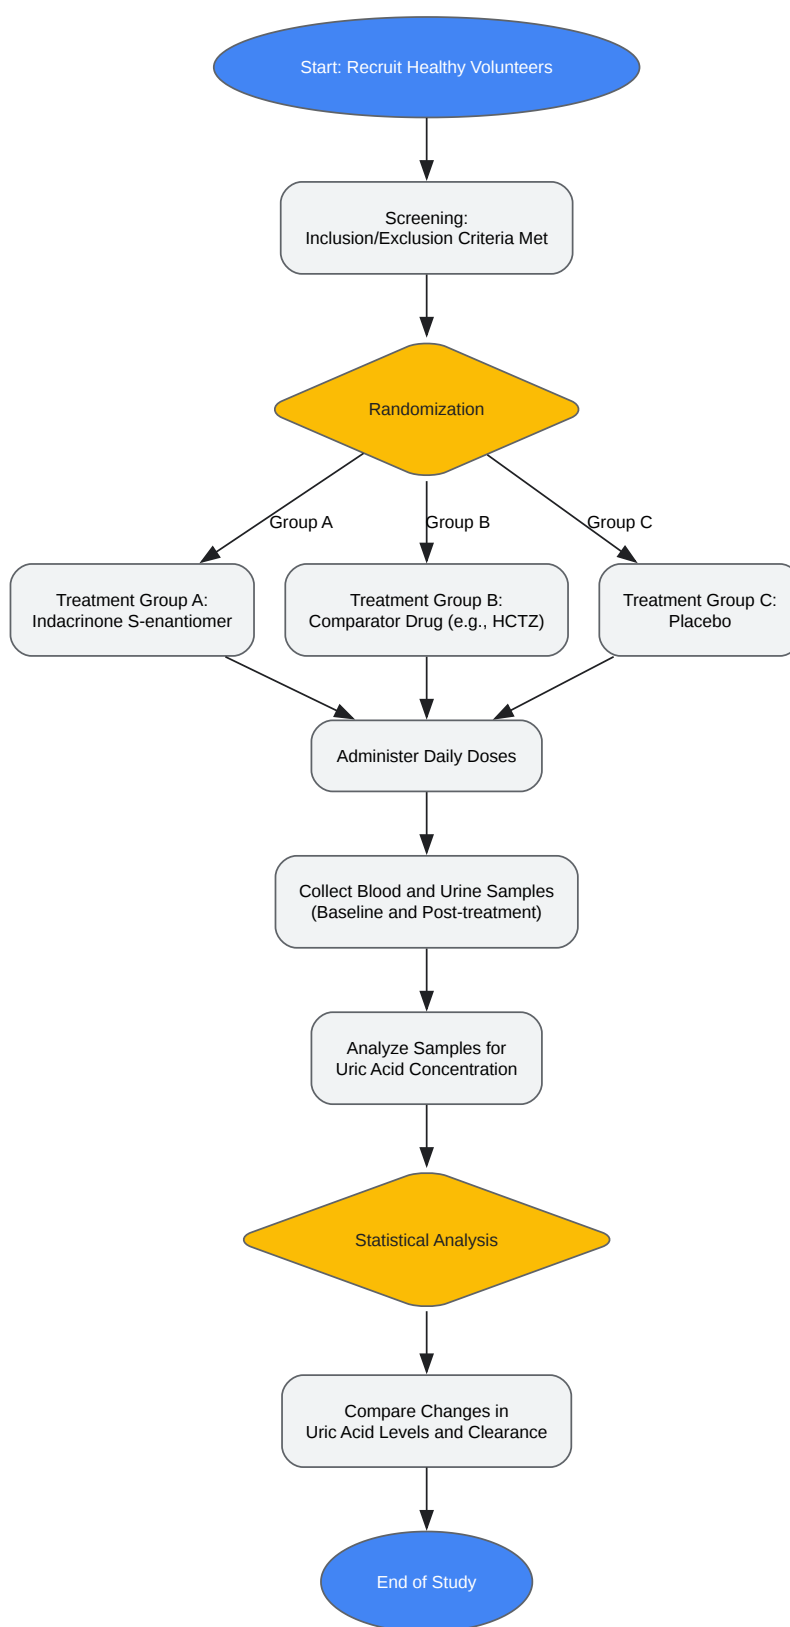 Start: Recruit Healthy Volunteers
Screening:
Inclusion/Exclusion Criteria Met
Randomization
Group A
Group B
Group C
Treatment Group A:
Indacrinone S-enantiomer
Treatment Group B:
Comparator Drug (e.g., HCTZ)
Treatment Group C:
Placebo
Administer Daily Doses
Collect Blood and Urine Samples
(Baseline and Post-treatment)
Analyze Samples for
Uric Acid Concentration
Statistical Analysis
Compare Changes in
Uric Acid Levels and Clearance
End of Study